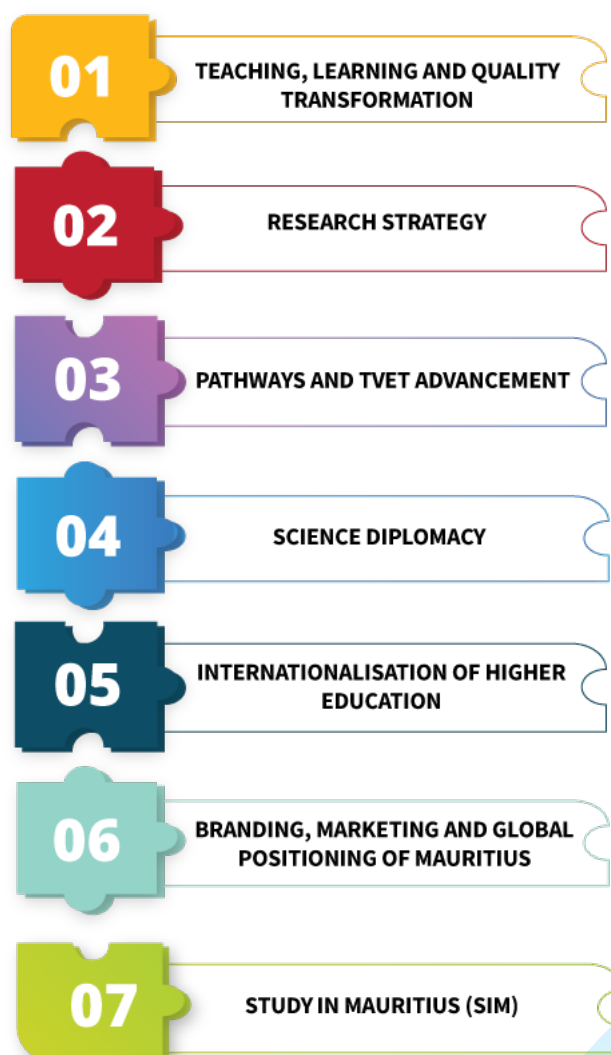 01
TEACHING, LEARNING AND QUALITY
TRANSFORMATION
02
RESEARCH STRATEGY
03
PATHWAYS AND TVET ADVANCEMENT
04
SCIENCE DIPLOMACY
05
INTERNATIONALISATION OF HIGHER
EDUCATION
06
BRANDING, MARKETING AND GLOBAL
POSITIONING OF MAURITIUS
07
STUDY IN MAURITIUS (SIM)